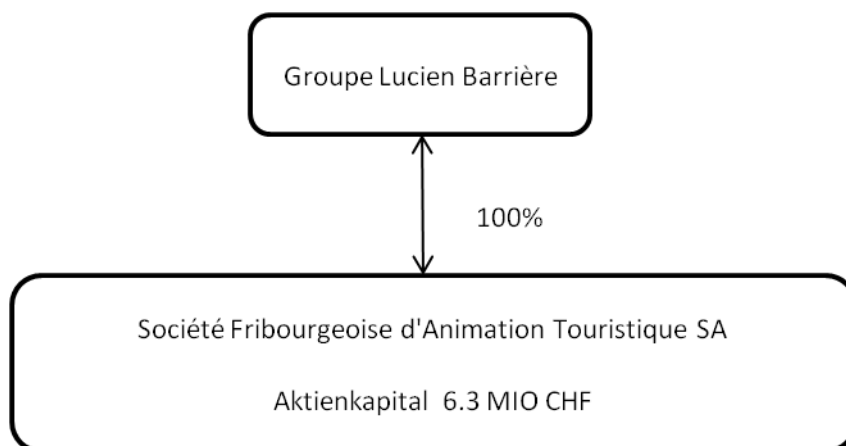 Groupe Lucien Barrière
100%
Société Fribourgeoise d'Animation Touristique SA
Aktienkapital 6.3 MIO CHF